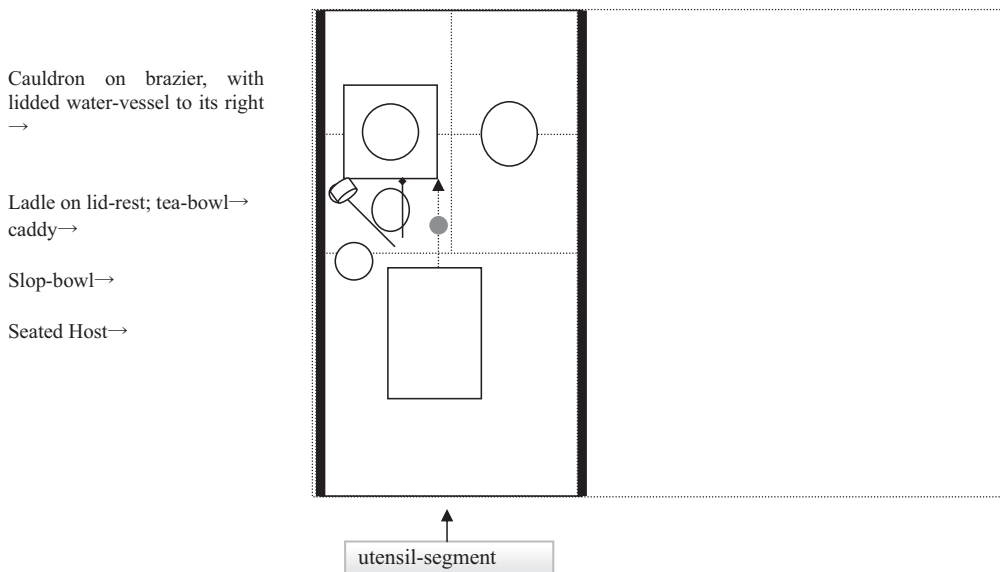 Cauldron on brazier, with
lidded water-vessel to its right
→
Ladle on lid-rest; tea-bowl→
caddy→
Slop-bowl→
Seated Host→
utensil-segment